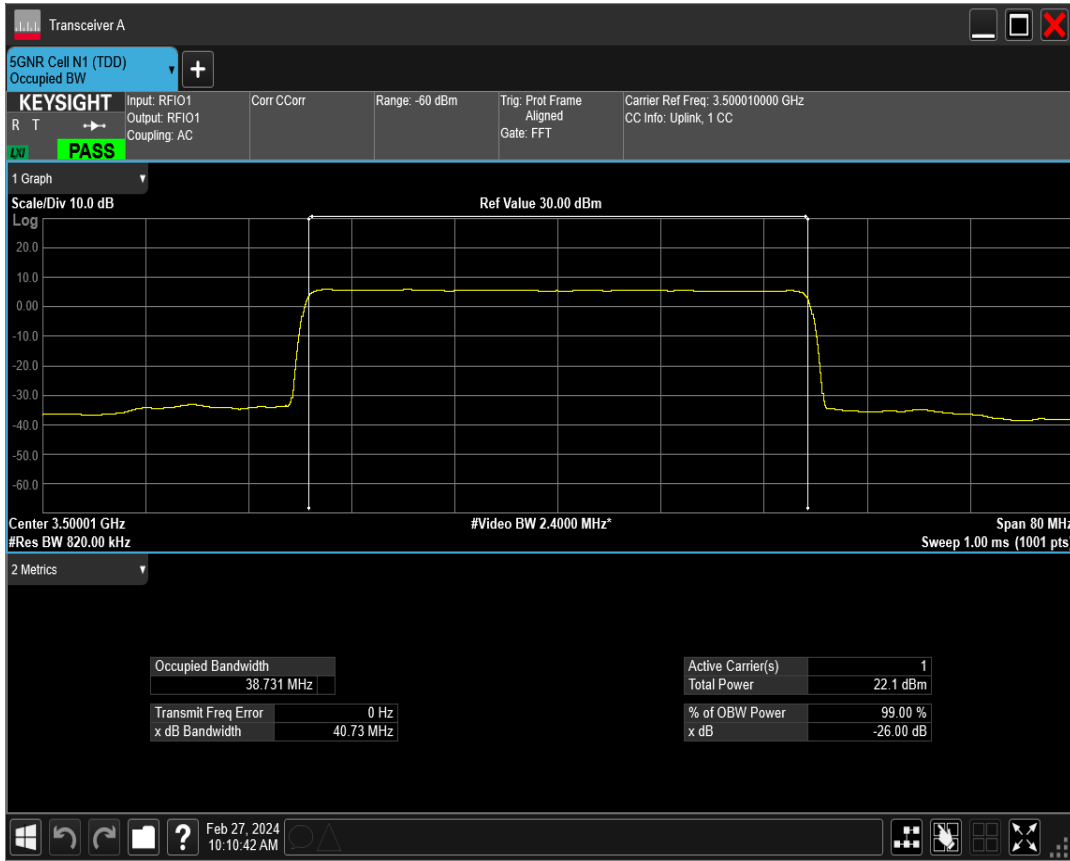 Transceiver A
5GNR Cell N1 (TDD)
Occupied BW
+
KEYSIGHT
R T
LXI
PASS
Input: RFIO1
Output: RFIO1
Coupling: AC
Corr CCorr
Range: -60 dBm
Trig: Prot Frame
Aligned
Gate: FFT
Carrier Ref Freq: 3.500010000 GHz
CC Info: Uplink, 1 CC
1 Graph
Scale/Div 10.0 dB
Ref Value 30.00 dBm
Log
20.0
10.0
0.00
-10.0
-20.0
-30.0
-40.0
-50.0
-60.0
Center 3.50001 GHz
#Video BW 2.4000 MHz*
Span 80 MHz
#Res BW 820.00 kHz
Sweep 1.00 ms (1001 pts)
2 Metrics
Occupied Bandwidth
38.731 MHz
Transmit Freq Error 0 Hz
x dB Bandwidth 40.73 MHz
Active Carrier(s) 1
Total Power 22.1 dBm
% of OBW Power 99.00 %
x dB -26.00 dB
?
Feb 27, 2024
10:10:42 AM